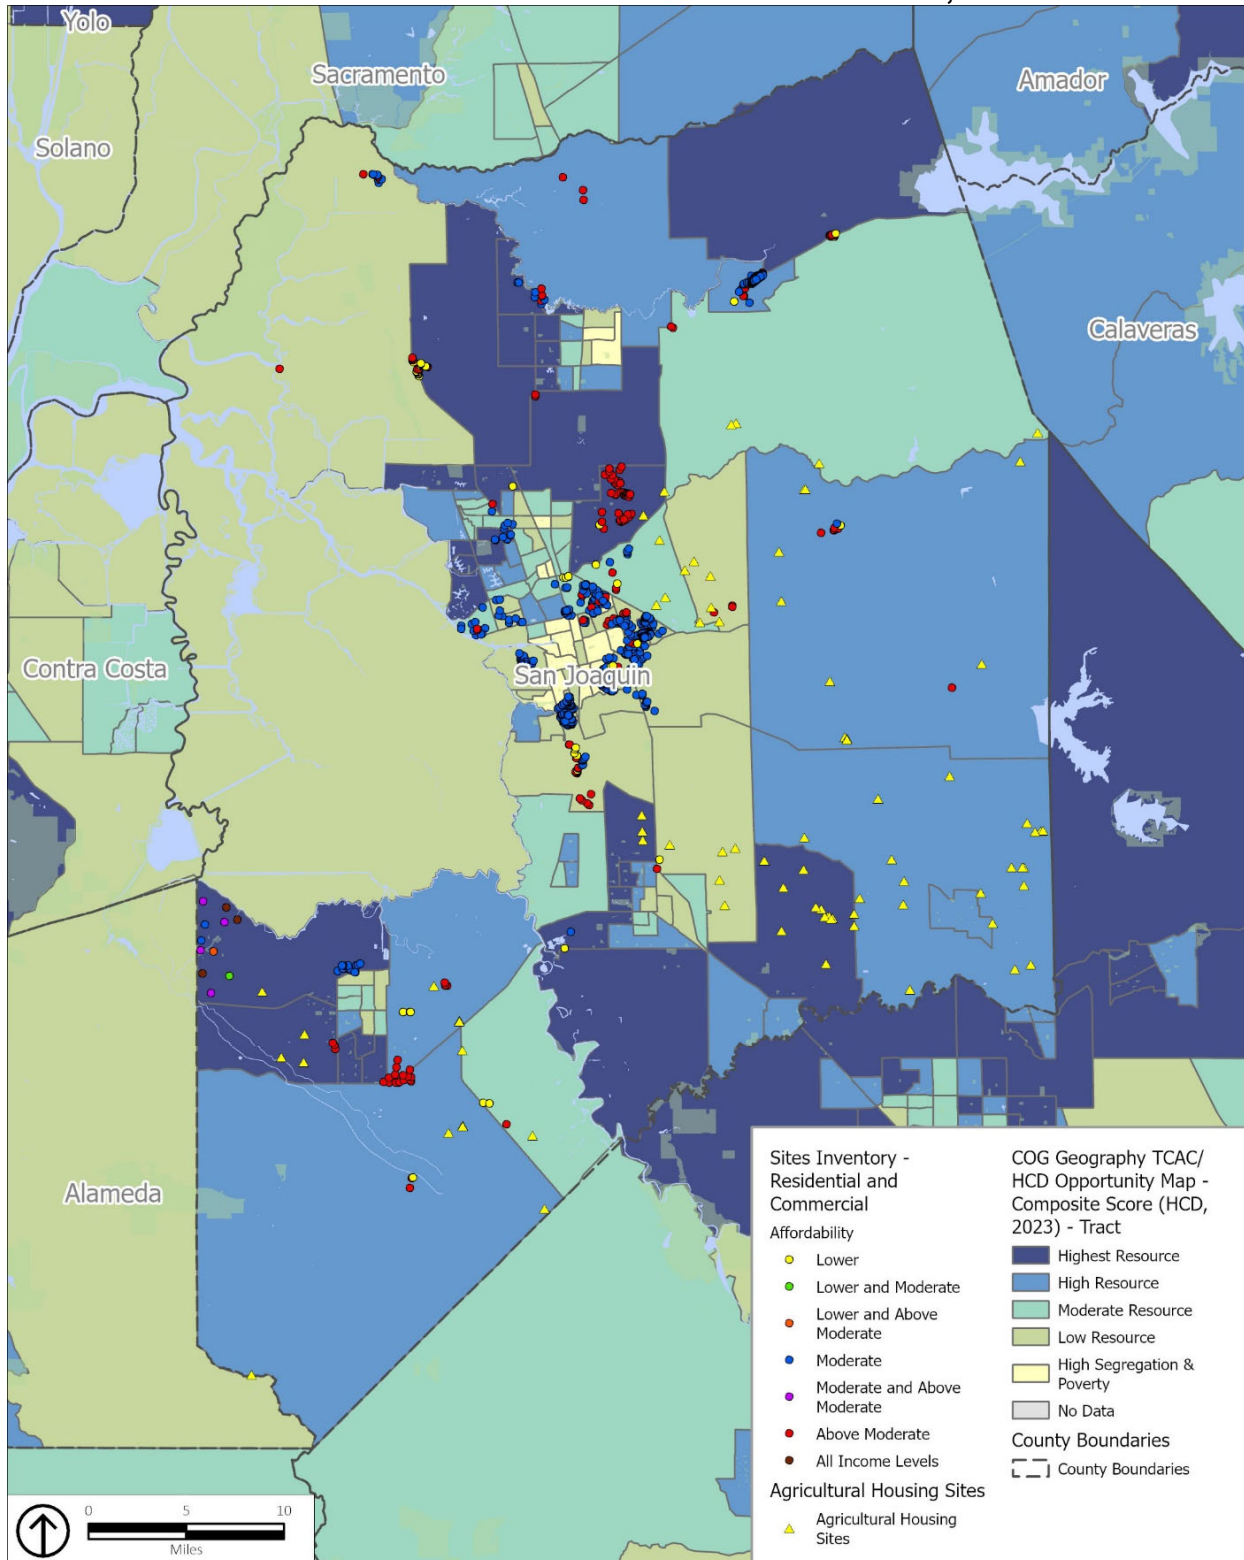 Yolo
Sacramento
Amador
Solano
Calaveras
Contra Costa
San Joaquin
Alameda
0 5 10
Miles
Sites Inventory -
Residential and
Commercial
Affordability
Lower
Lower and Moderate
Lower and Above
Moderate
Moderate
Moderate and Above
Moderate
Above Moderate
All Income Levels
Agricultural Housing Sites
Agricultural Housing
Sites
COG Geography TCAC/
HCD Opportunity Map -
Composite Score (HCD,
2023) - Tract
Highest Resource
High Resource
Moderate Resource
Low Resource
High Segregation &
Poverty
No Data
County Boundaries
County Boundaries